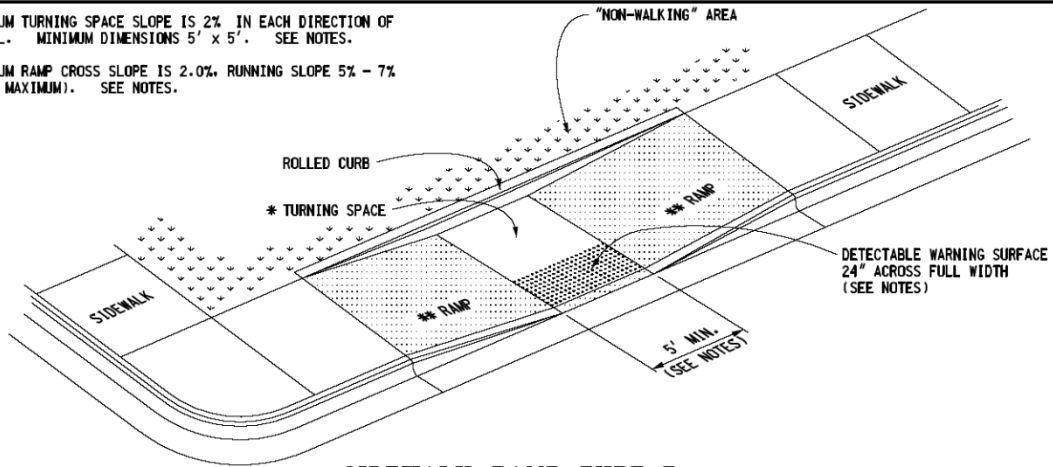 TURNING SPACE SLOPE IS 2% IN EACH DIRECTION OF
MINIMUM DIMENSIONS 5' x 5'. SEE NOTES.
RAMP CROSS SLOPE IS 2.0%. RUNNING SLOPE 5% - 7%
MAXIMUM). SEE NOTES.
"NON-WALKING" AREA
SIDEWALK
ROLLED CURB
* TURNING SPACE
** RAMP
DETECTABLE WARNING SURFACE
24" ACROSS FULL WIDTH
(SEE NOTES)
SIDEWALK
** RAMP
5' MIN.
(SEE NOTES)